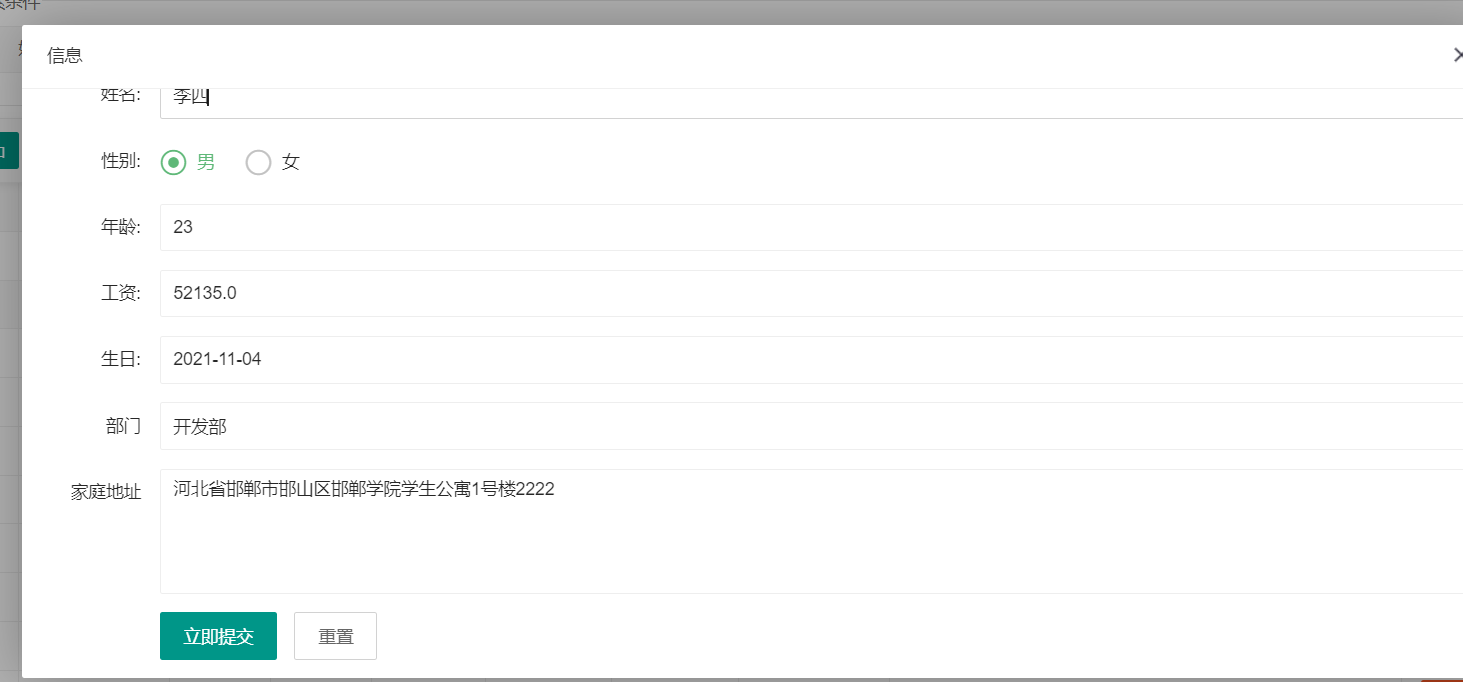 条件
信息
姓名: 李四
性别: 男 女
年龄: 23
工资: 52135.0
生日: 2021-11-04
部门 开发部
家庭地址 河北省邯郸市邯山区邯郸学院学生公寓1号楼2222
立即提交 重置